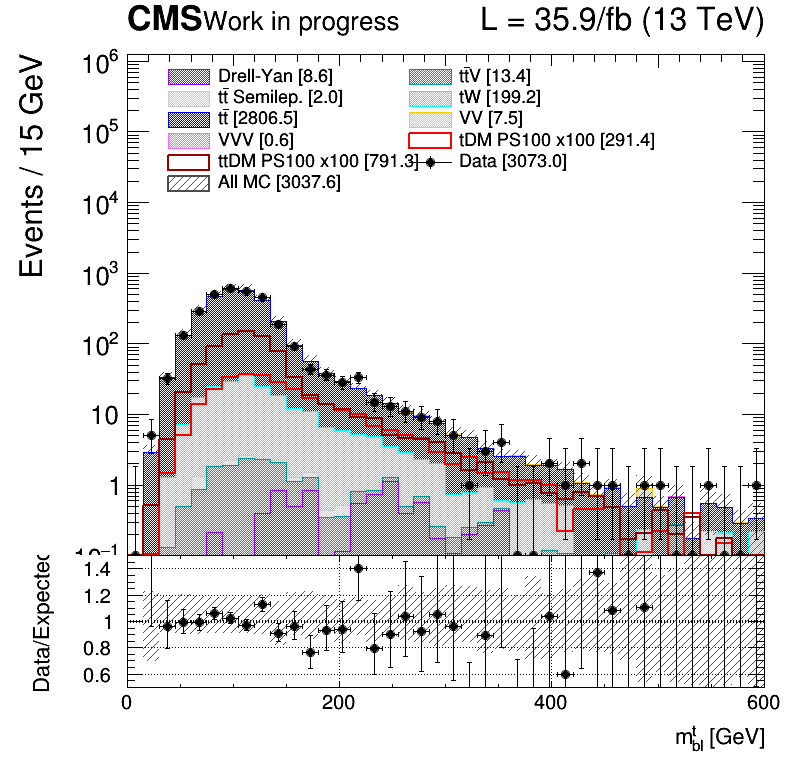 CMS Work in progress L = 35.9/fb (13 TeV)
Events / 15 GeV
10⁶
10⁵
10⁴
10³
10²
10
1
10⁻¹
Drell-Yan [8.6]
tt̄V [13.4]
tt̄ Semilep. [2.0]
tW [199.2]
tt̄ [2806.5]
VV [7.5]
VVV [0.6]
tDM PS100 x100 [291.4]
ttDM PS100 x100 [791.3]
Data [3073.0]
All MC [3037.6]
Data/Expected
1.4
1.2
1
0.8
0.6
0 200 400 600
m^t_bl [GeV]